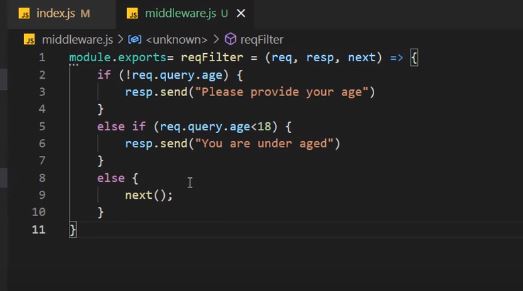 JS index.js M JS middleware.js U ×
JS middleware.js > <unknown> > reqFilter
1 module.exports= reqFilter = (req, resp, next) => {
2 if (!req.query.age) {
3 resp.send("Please provide your age")
4 }
5 else if (req.query.age<18) {
6 resp.send("You are under aged")
7 }
8 else {
9 next();
10 }
11 }